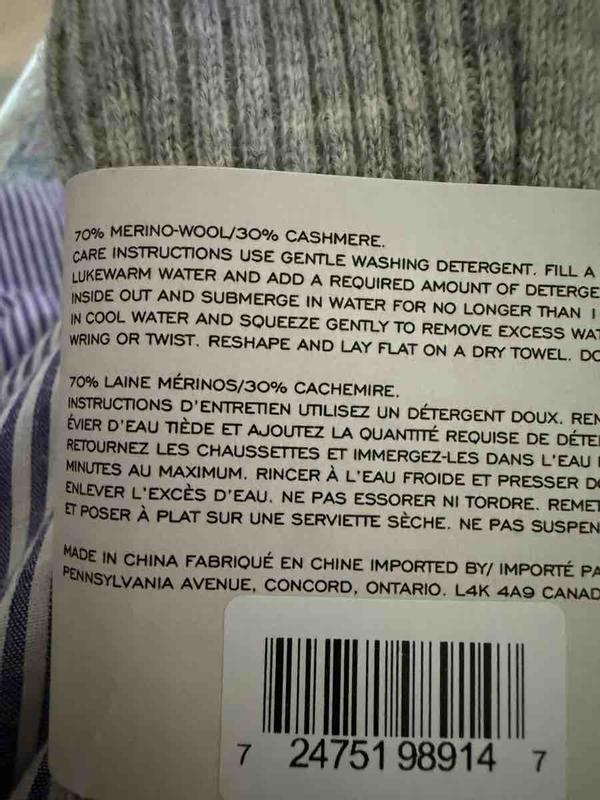 70% MERINO-WOOL/30% CASHMERE.
CARE INSTRUCTIONS USE GENTLE WASHING DETERGENT. FILL A
LUKEWARM WATER AND ADD A REQUIRED AMOUNT OF
INSIDE OUT AND SUBMERGE IN WATER FOR NO LONGER THAN
IN COOL WATER AND SQUEEZE GENTLY TO REMOVE EXCESS
WRING OR TWIST. RESHAPE AND LAY FLAT ON A DRY TOWEL.
70% LAINE MÉRINOS/30% CACHEMIRE.
INSTRUCTIONS D'ENTRETIEN UTILISEZ UN DÉTERGENT DOUX.
ÉVIER D'EAU TIÈDE ET AJOUTEZ LA QUANTITÉ REQUISE DE
RETOURNEZ LES CHAUSSETTES ET IMMERGEZ-LES DANS L'EAU
MINUTES AU MAXIMUM. RINCER À L'EAU FROIDE ET PRESSER
ENLEVER L'EXCÈS D'EAU. NE PAS ESSORER NI TORDRE.
ET POSER À PLAT SUR UNE SERVIETTE SÈCHE. NE PAS
MADE IN CHINA FABRIQUÉ EN CHINE IMPORTED BY/ IMPORTÉ
PENNSYLVANIA AVENUE, CONCORD, ONTARIO. L4K 4A9
7 24751 98914 7